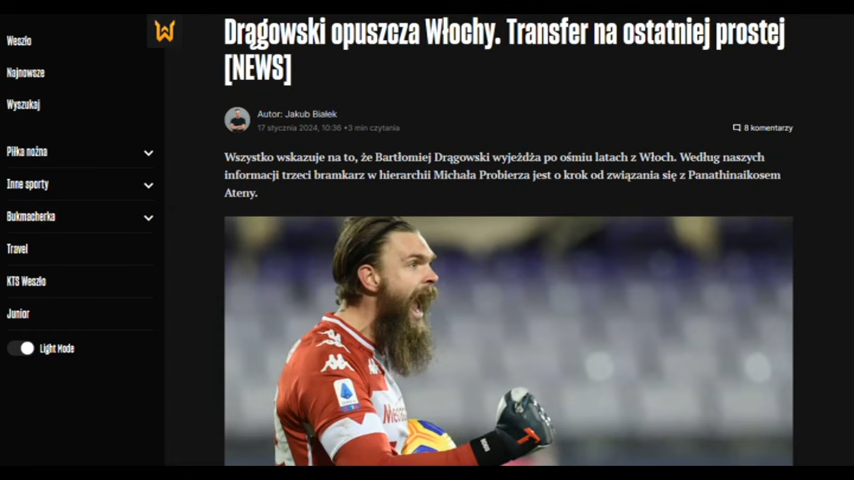 Weszło
Najnowsze
Wyszukaj
Piłka nożna
Inne sporty
Bukmacherka
Travel
KTS Weszło
Junior
Light Mode
Drągowski opuszcza Włochy. Transfer na ostatniej prostej
[NEWS]
Autor: Jakub Białek
17 stycznia 2024, 10:36 •3 min czytania
8 komentarzy
Wszystko wskazuje na to, że Bartłomiej Drągowski wyjeżdża po ośmiu latach z Włoch. Według naszych
informacji trzeci bramkarz w hierarchii Michała Probierza jest o krok od związania się z Panathinaikosem
Ateny.